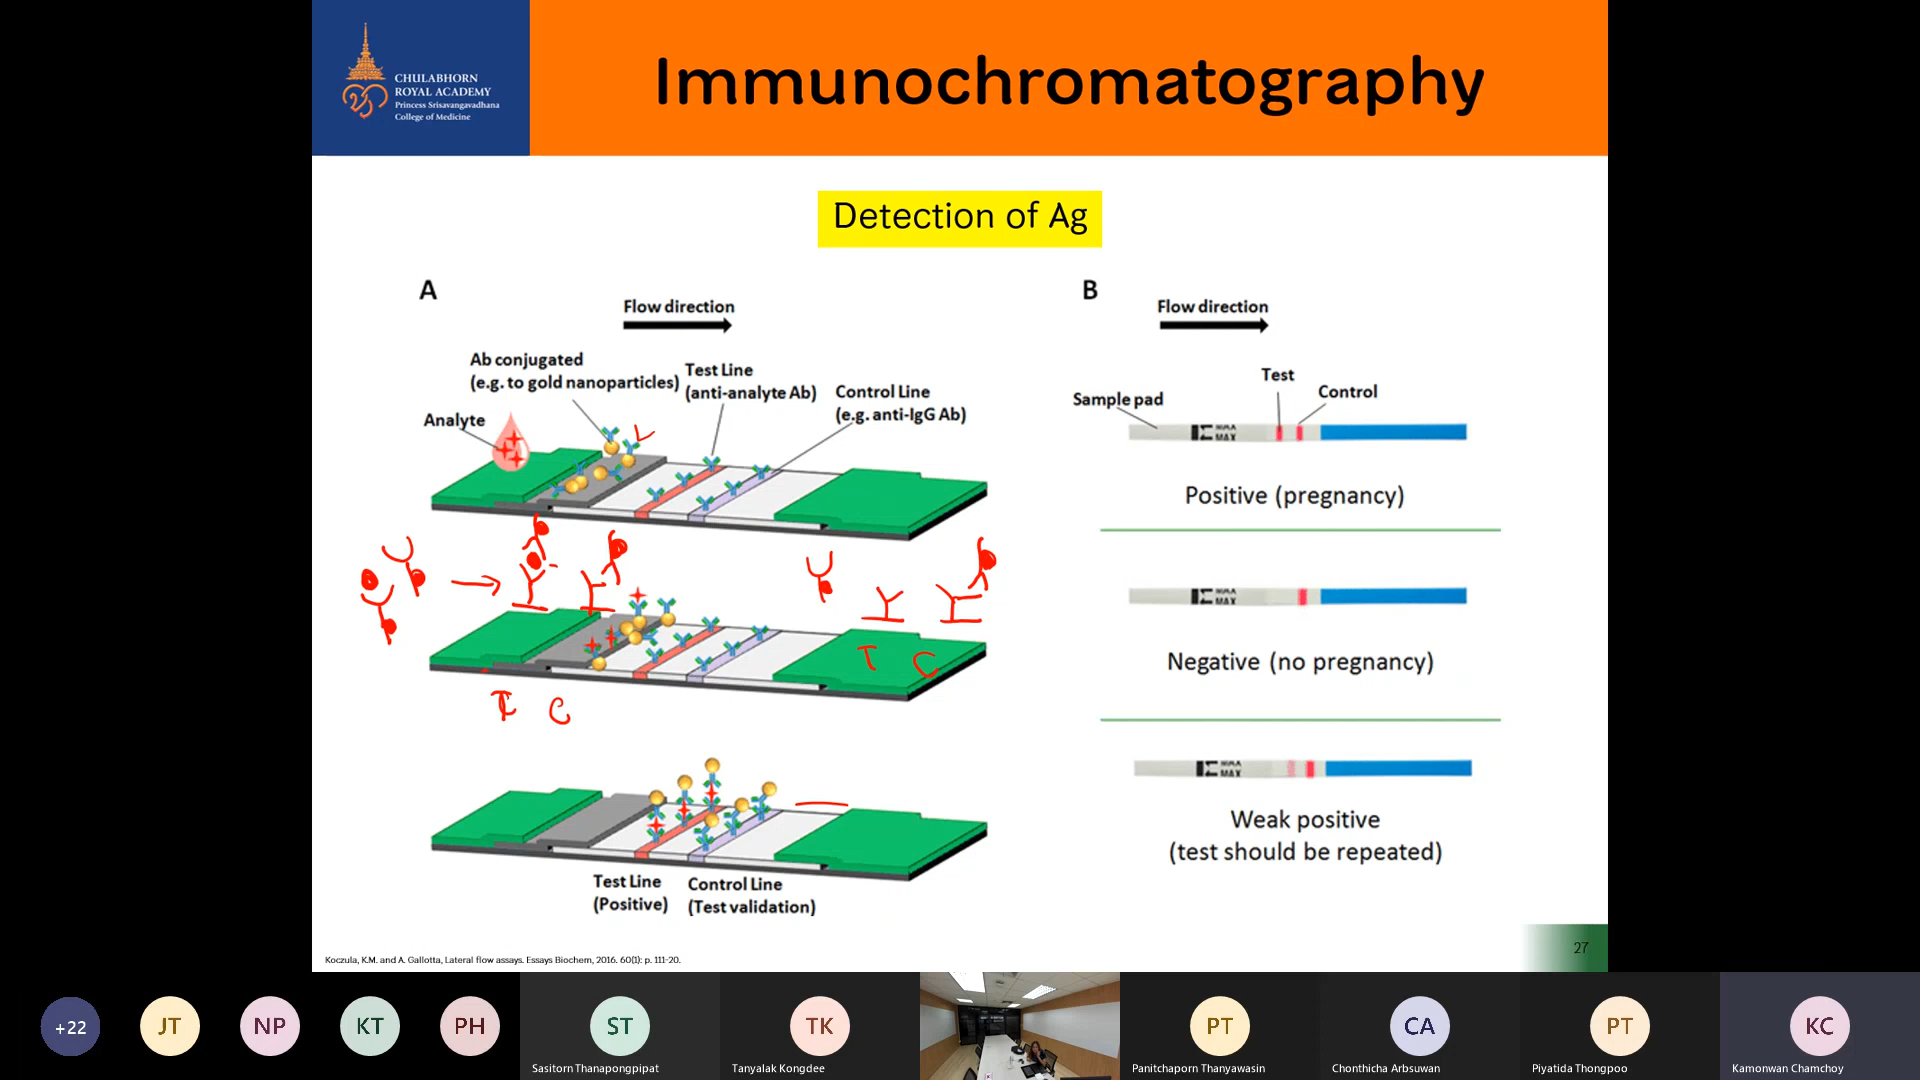 CHULABHORN
ROYAL ACADEMY
Princess Srisavangavadhana
College of Medicine
Immunochromatography
Detection of Ag
A
Flow direction
Ab conjugated
(e.g. to gold nanoparticles)
Test Line
(anti-analyte Ab)
Control Line
(e.g. anti-IgG Ab)
Analyte
T C
T C
Test Line
(Positive)
Control Line
(Test validation)
B
Flow direction
Test
Control
Sample pad
MAX
Positive (pregnancy)
MAX
Negative (no pregnancy)
MAX
Weak positive
(test should be repeated)
Koczula, K.M. and A. Gallotta, Lateral flow assays. Essays Biochem, 2016. 60(1): p. 111-20.
27
+22
JT
NP
KT
PH
ST
Sasitorn Thanapongpipat
TK
Tanyalak Kongdee
PT
Panitchaporn Thanyawasin
CA
Chonthicha Arbsuwan
PT
Piyatida Thongpoo
KC
Kamonwan Chamchoy